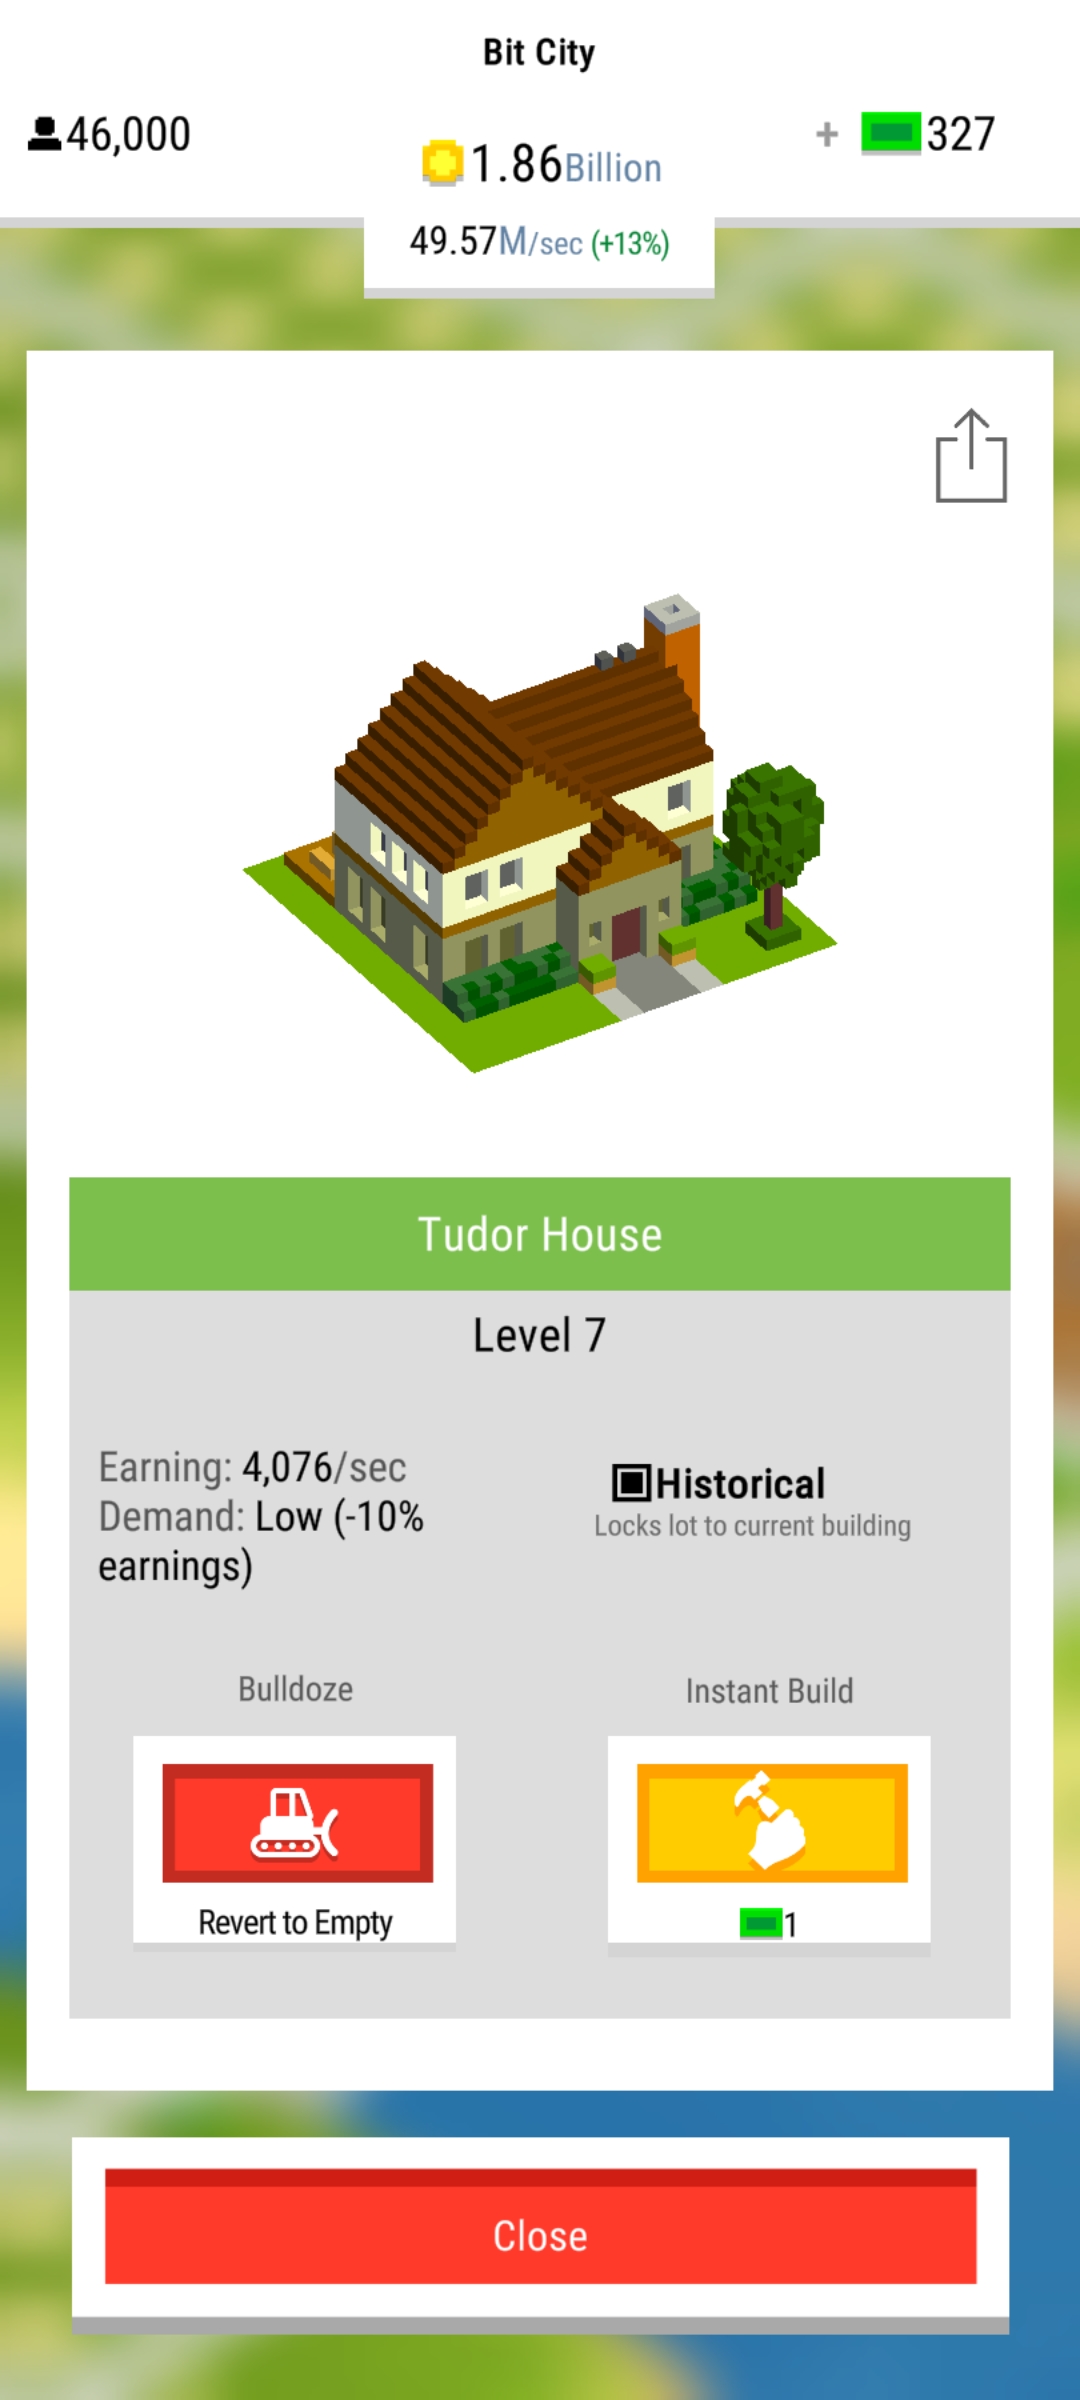 Bit City
46,000
1.86Billion
+ 327
49.57M/sec (+13%)
Tudor House
Level 7
Earning: 4,076/sec
Demand: Low (-10%
earnings)
Historical
Locks lot to current building
Bulldoze
Instant Build
Revert to Empty
1
Close